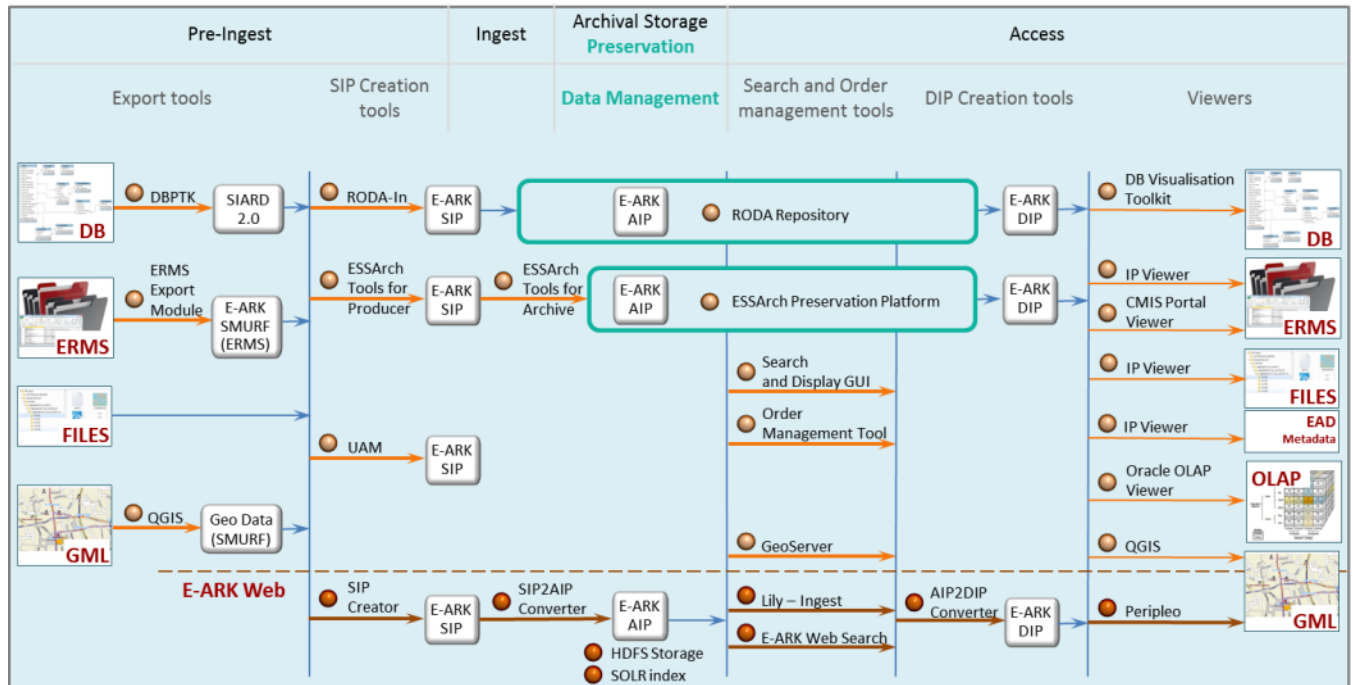 Pre-Ingest
Ingest
Archival Storage
Preservation
Access
Export tools
SIP Creation
tools
Data Management
Search and Order
management tools
DIP Creation tools
Viewers
DB
DBPTK
SIARD
2.0
RODA-In
E-ARK
SIP
E-ARK
AIP
RODA Repository
E-ARK
DIP
DB Visualisation
Toolkit
DB
ERMS
ERMS
Export
Module
E-ARK
SMURF
(ERMS)
ESSArch
Tools for
Producer
E-ARK
SIP
ESSArch
Tools for
Archive
E-ARK
AIP
ESSArch Preservation Platform
E-ARK
DIP
IP Viewer
CMIS Portal
Viewer
ERMS
FILES
Search
and Display GUI
IP Viewer
FILES
UAM
E-ARK
SIP
Order
Management Tool
IP Viewer
EAD
Metadata
Oracle OLAP
Viewer
OLAP
GML
QGIS
Geo Data
(SMURF)
GeoServer
QGIS
E-ARK Web
SIP
Creator
E-ARK
SIP
SIP2AIP
Converter
E-ARK
AIP
HDFS Storage
SOLR index
Lily – Ingest
E-ARK Web Search
AIP2DIP
Converter
E-ARK
DIP
Peripleo
GML